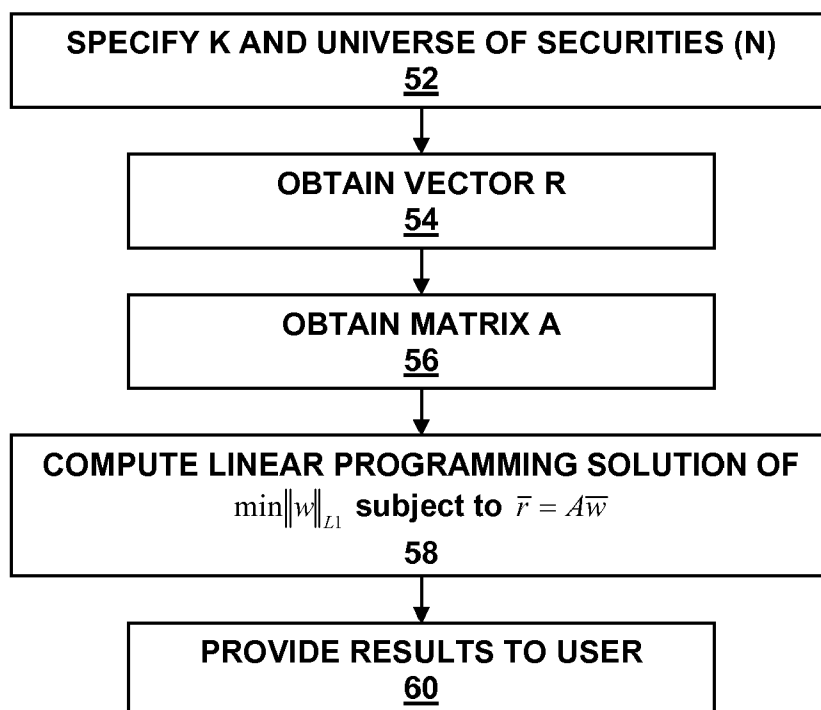 SPECIFY K AND UNIVERSE OF SECURITIES (N)
52
OBTAIN VECTOR R
54
OBTAIN MATRIX A
56
COMPUTE LINEAR PROGRAMMING SOLUTION OF
min‖w‖_{L1} subject to r̅ = Aw̅
58
PROVIDE RESULTS TO USER
60